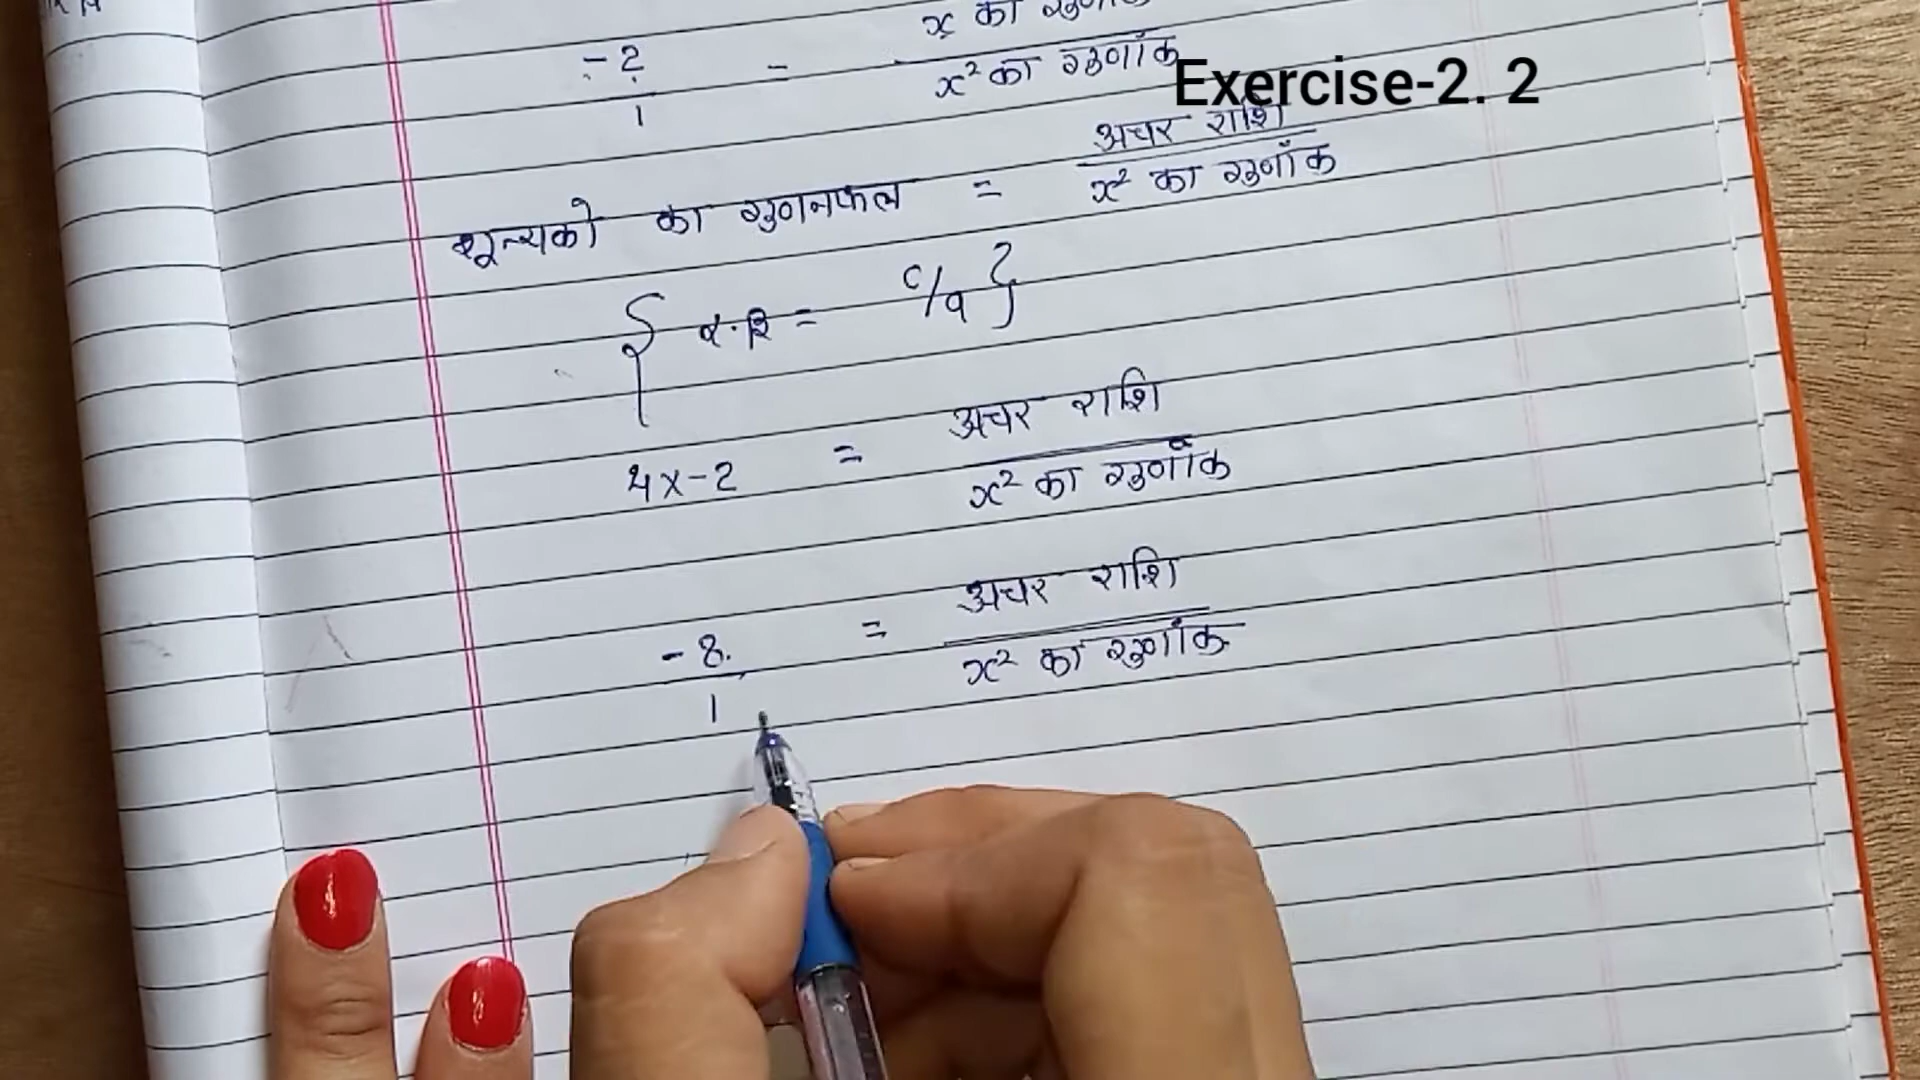 x का
-2/1 = x² का गुणाँक
Exercise-2. 2
शून्यको का गुणनफल = अचर राशि/x² का गुणाँक
{ α.β = c/a }
4x-2 = अचर राशि/x² का गुणाँक
-8./1 = अचर राशि/x² का गुणाँक